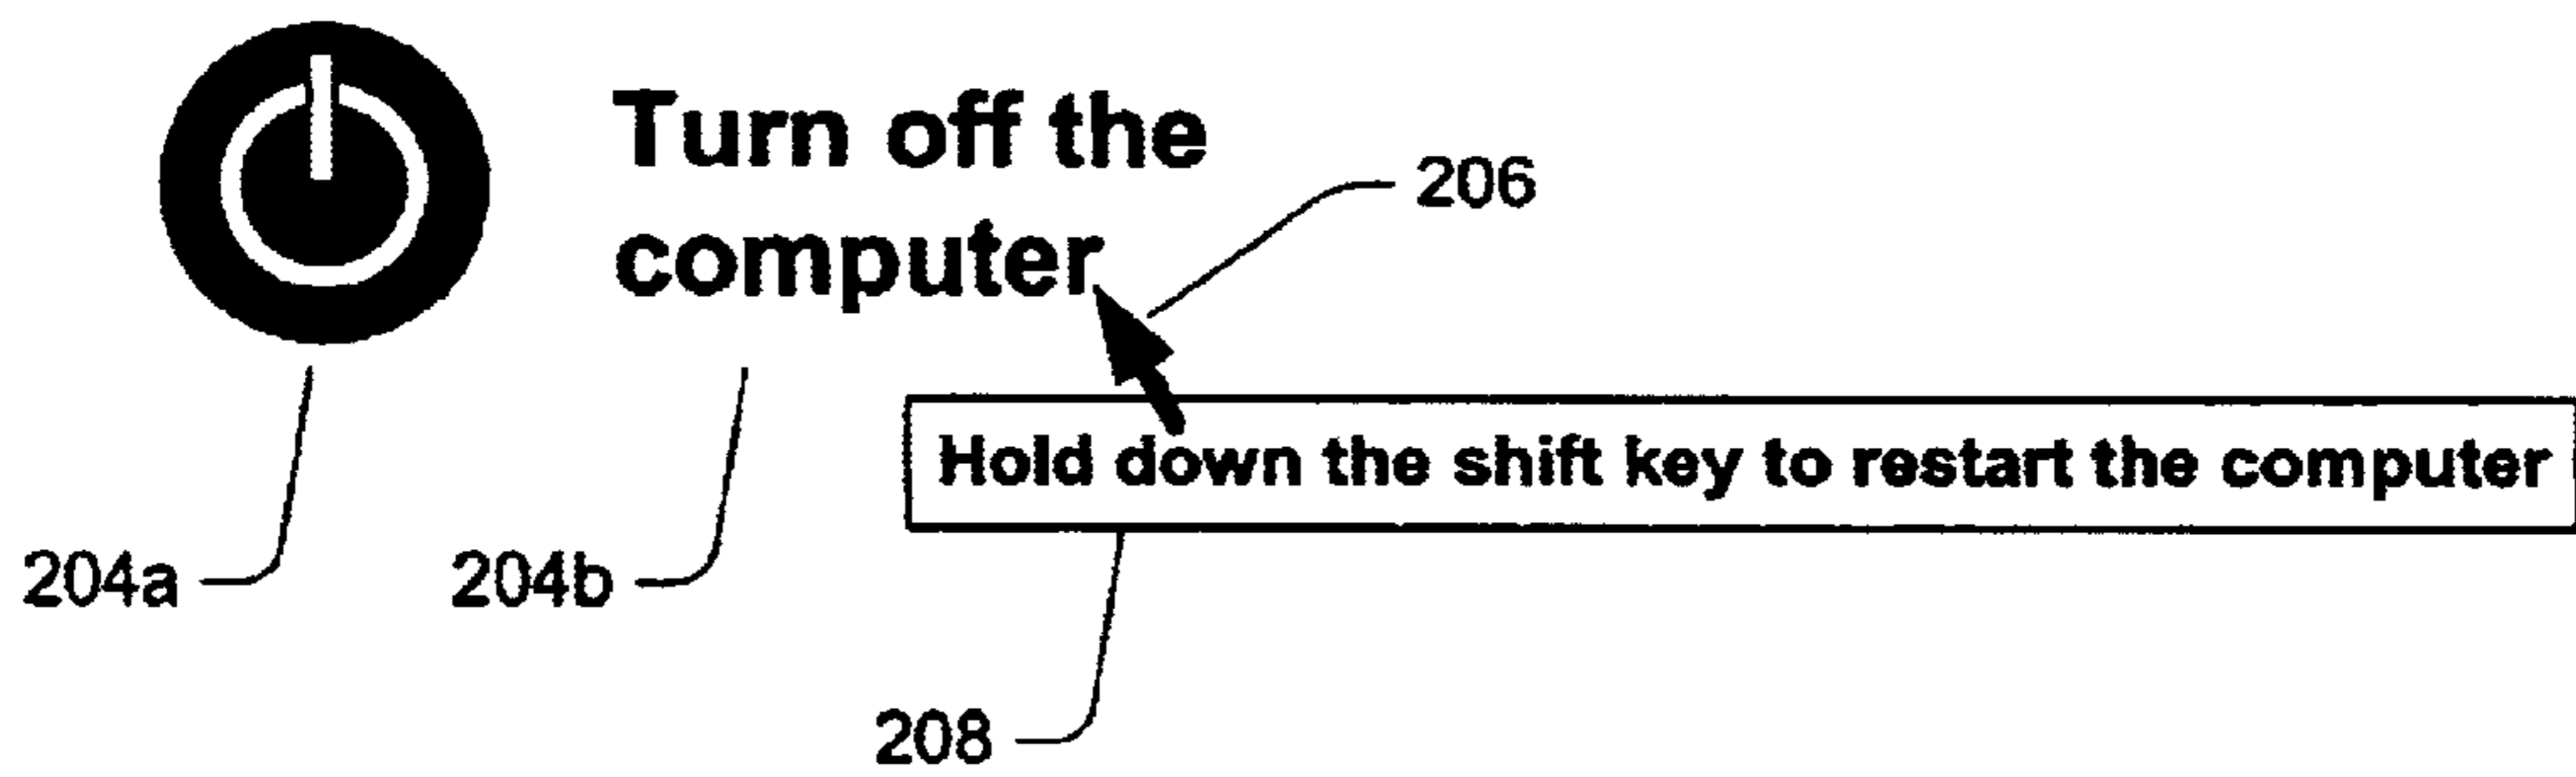 Turn off the
computer
206
Hold down the shift key to restart the computer
204a
204b
208